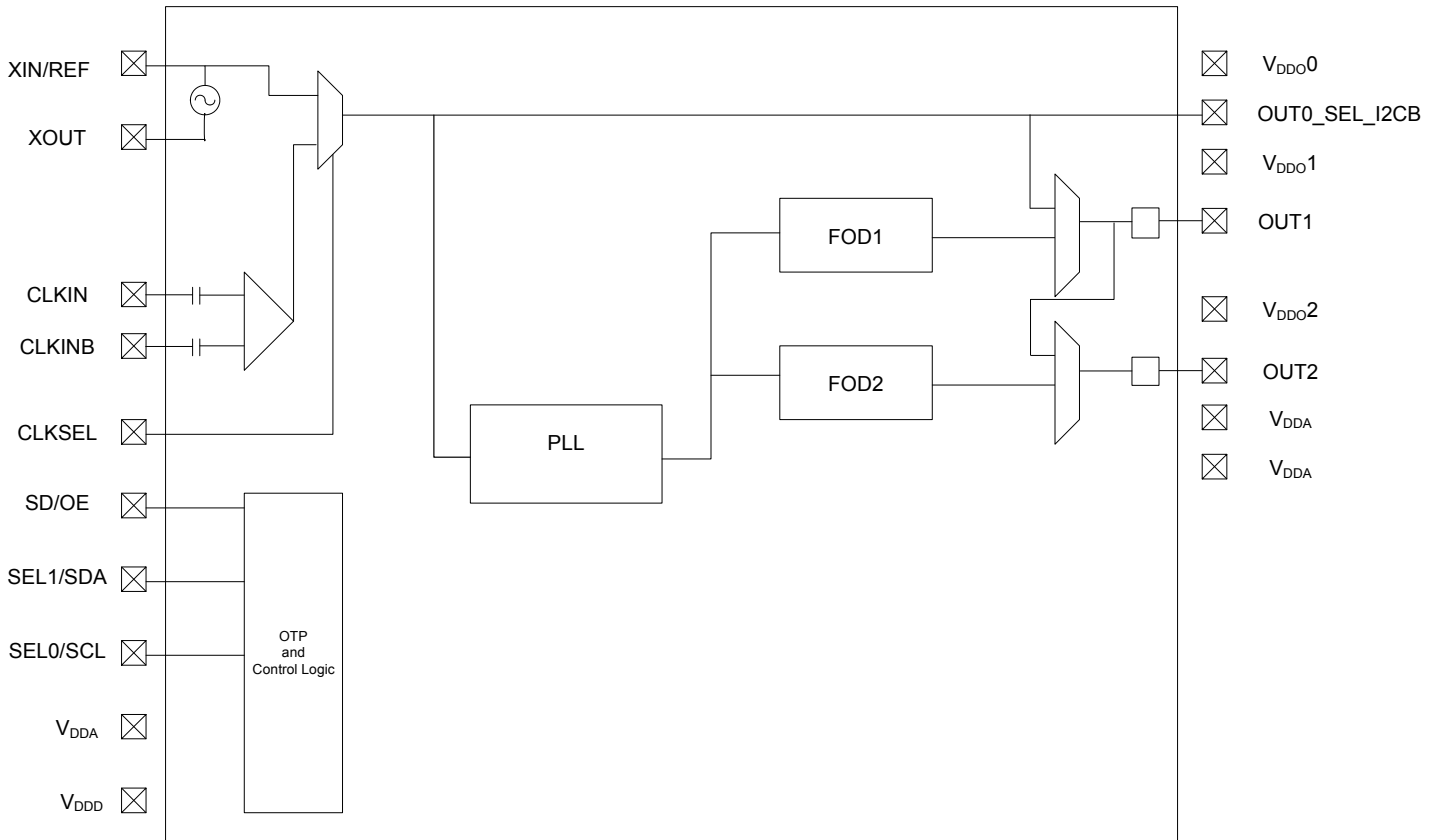 XIN/REF
XOUT
CLKIN
CLKINB
CLKSEL
SD/OE
SEL1/SDA
SEL0/SCL
VDDA
VDDD
OTP
and
Control Logic
PLL
FOD1
FOD2
VDDO0
OUT0_SEL_I2CB
VDDO1
OUT1
VDDO2
OUT2
VDDA
VDDA